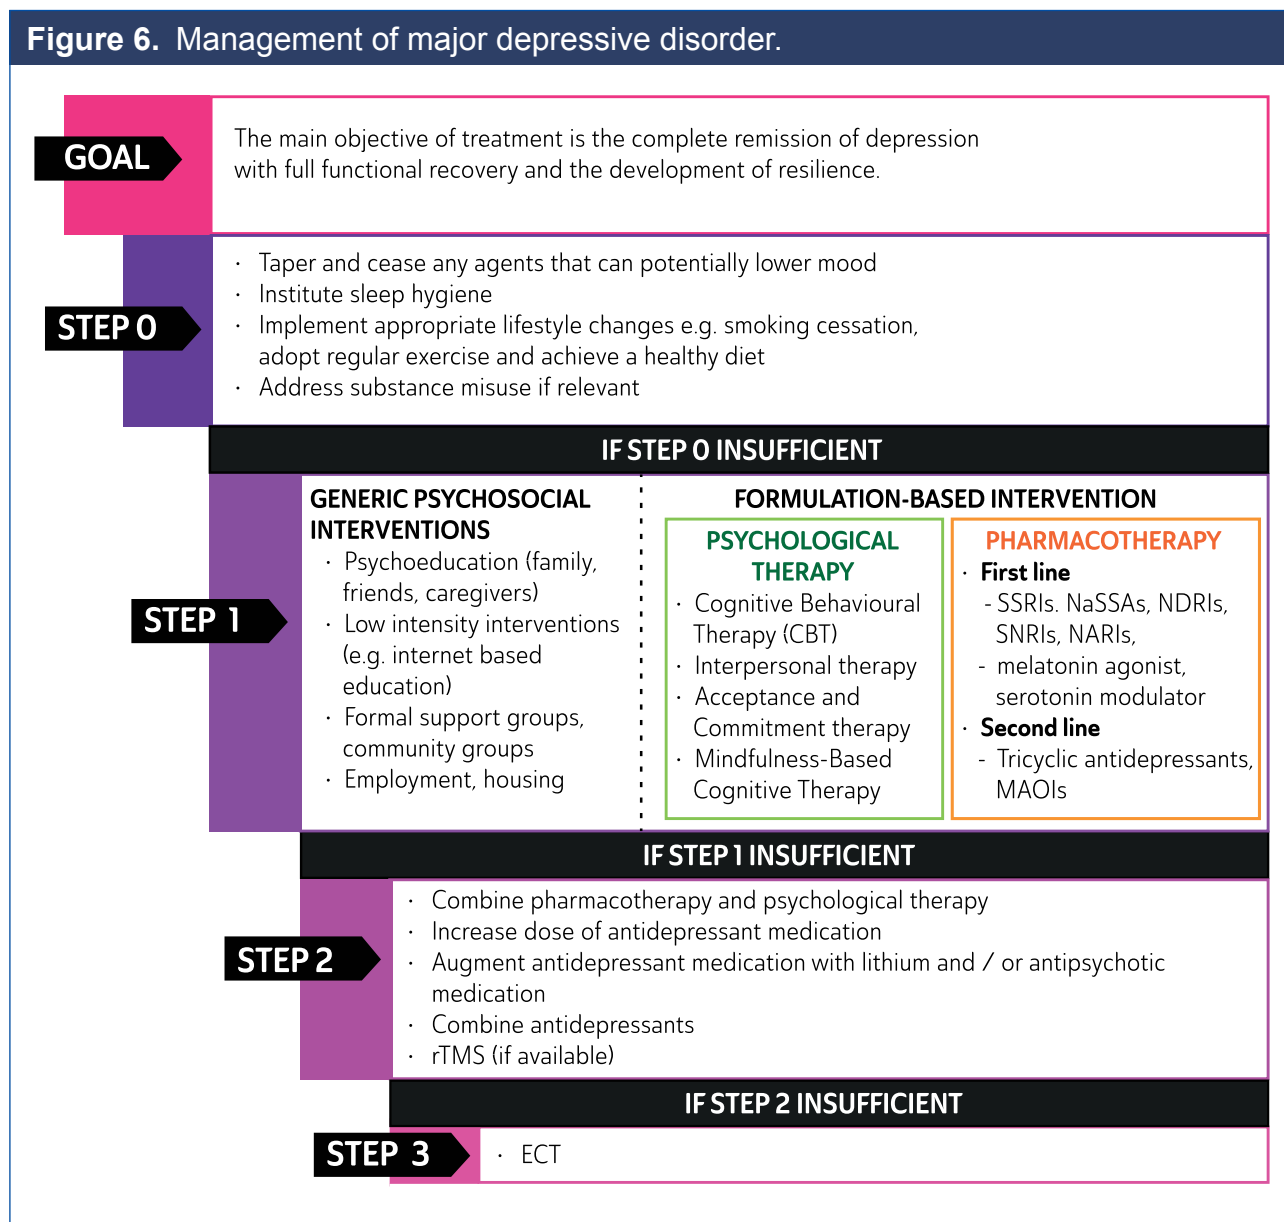 Figure 6. Management of major depressive disorder.
GOAL
The main objective of treatment is the complete remission of depression
with full functional recovery and the development of resilience.
STEP 0
· Taper and cease any agents that can potentially lower mood
· Institute sleep hygiene
· Implement appropriate lifestyle changes e.g. smoking cessation,
adopt regular exercise and achieve a healthy diet
· Address substance misuse if relevant
IF STEP 0 INSUFFICIENT
STEP 1
GENERIC PSYCHOSOCIAL
INTERVENTIONS
· Psychoeducation (family,
friends, caregivers)
· Low intensity interventions
(e.g. internet based
education)
· Formal support groups,
community groups
· Employment, housing
FORMULATION-BASED INTERVENTION
PSYCHOLOGICAL
THERAPY
· Cognitive Behavioural
Therapy (CBT)
· Interpersonal therapy
· Acceptance and
Commitment therapy
· Mindfulness-Based
Cognitive Therapy
PHARMACOTHERAPY
· First line
- SSRIs. NaSSAs, NDRIs,
SNRIs, NARIs,
- melatonin agonist,
serotonin modulator
· Second line
- Tricyclic antidepressants,
MAOIs
IF STEP 1 INSUFFICIENT
STEP 2
· Combine pharmacotherapy and psychological therapy
· Increase dose of antidepressant medication
· Augment antidepressant medication with lithium and / or antipsychotic
medication
· Combine antidepressants
· rTMS (if available)
IF STEP 2 INSUFFICIENT
STEP 3
· ECT